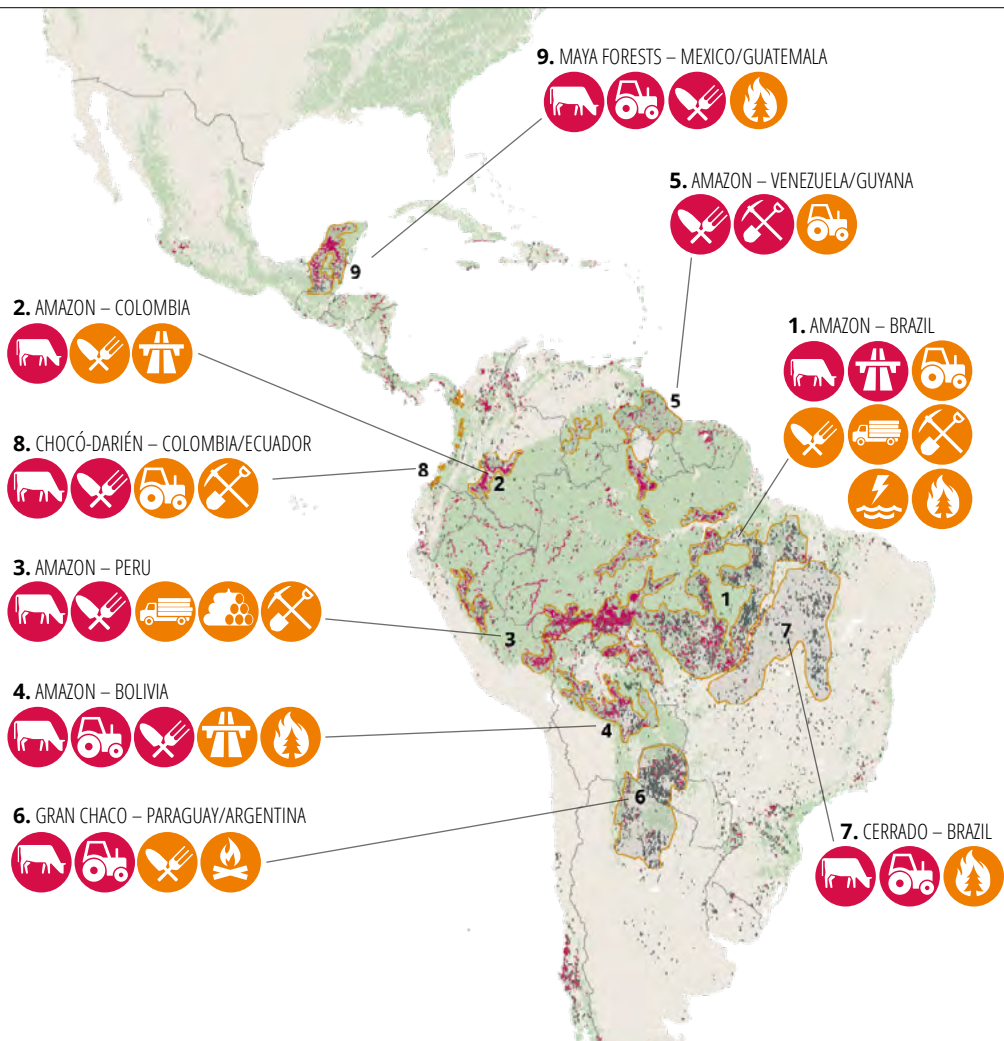 9. MAYA FORESTS – MEXICO/GUATEMALA
5. AMAZON – VENEZUELA/GUYANA
9
2. AMAZON – COLOMBIA
1. AMAZON – BRAZIL
5
8. CHOCÓ-DARIÉN – COLOMBIA/ECUADOR
8
2
3. AMAZON – PERU
1
7
3
4. AMAZON – BOLIVIA
4
6. GRAN CHACO – PARAGUAY/ARGENTINA
6
7. CERRADO – BRAZIL